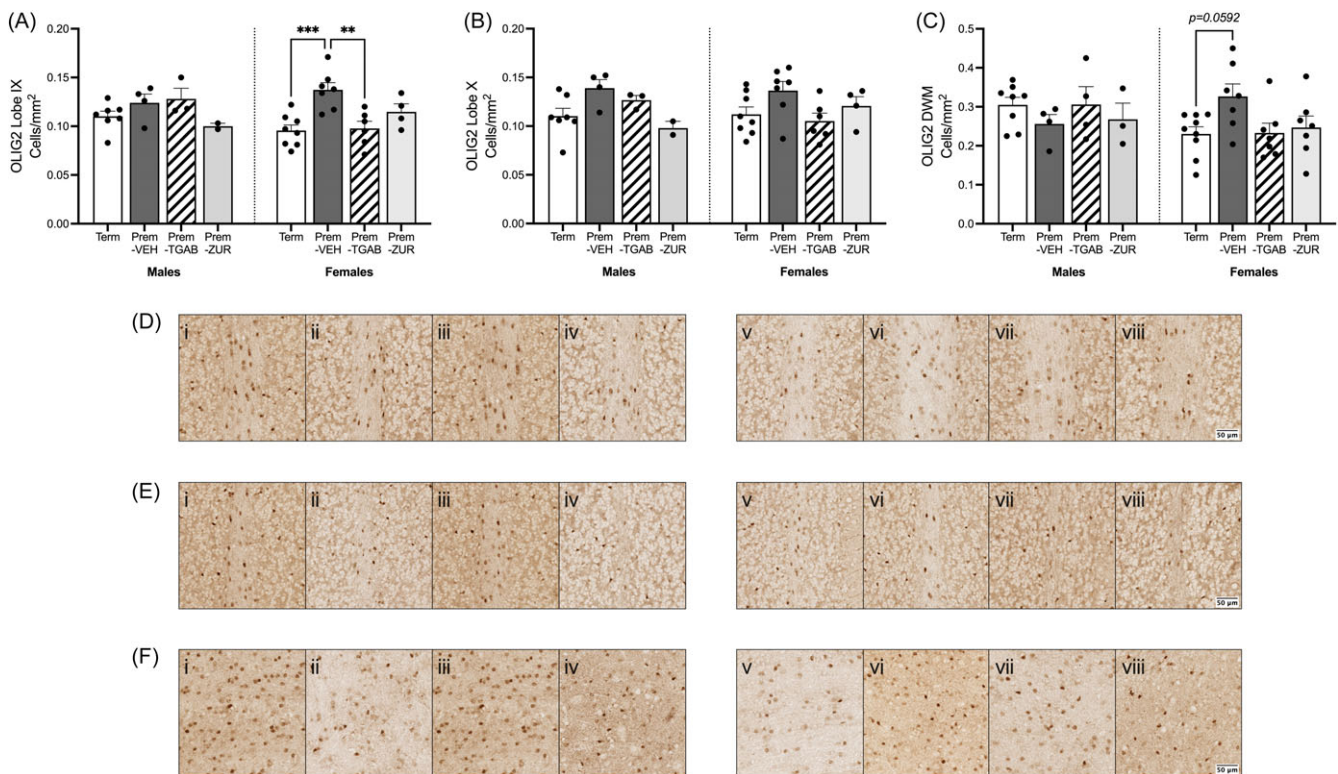 (A)
OLIG2 Lobe IX
Cells/mm²
0.20
0.15
0.10
0.05
0.00
***
**
Term
Prem
-VEH
Prem
-TGAB
Prem
-ZUR
Males
Term
Prem
-VEH
Prem
-TGAB
Prem
-ZUR
Females
(B)
OLIG2 Lobe X
Cells/mm²
0.20
0.15
0.10
0.05
0.00
Term
Prem
-VEH
Prem
-TGAB
Prem
-ZUR
Males
Term
Prem
-VEH
Prem
-TGAB
Prem
-ZUR
Females
(C)
OLIG2 DWM
Cells/mm²
0.5
0.4
0.3
0.2
0.1
0.0
p=0.0592
Term
Prem
-VEH
Prem
-TGAB
Prem
-ZUR
Males
Term
Prem
-VEH
Prem
-TGAB
Prem
-ZUR
Females
(D)
i ii iii iv v vi vii viii
50 µm
(E)
i ii iii iv v vi vii viii
50 µm
(F)
i ii iii iv v vi vii viii
50 µm